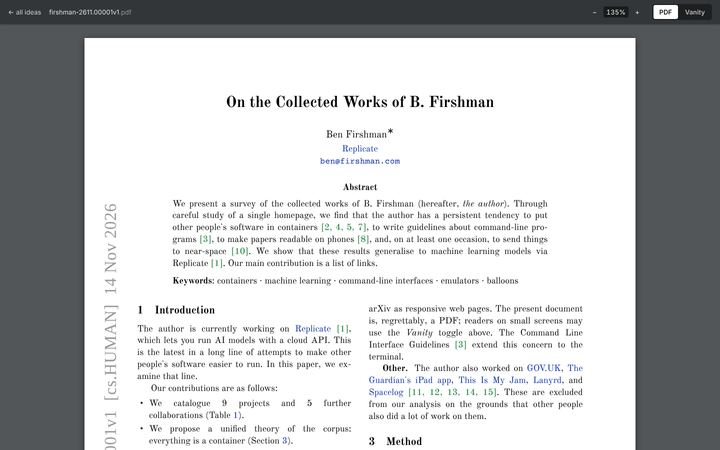 ← all ideas firshman-2611.00001v1.pdf
− 135% + PDF Vanity
On the Collected Works of B. Firshman
Ben Firshman*
Replicate
ben@firshman.com
Abstract
We present a survey of the collected works of B. Firshman (hereafter, the author). Through
careful study of a single homepage, we find that the author has a persistent tendency to put
other people's software in containers [2, 4, 5, 7], to write guidelines about command-line pro-
grams [3], to make papers readable on phones [8], and, on at least one occasion, to send things
to near-space [10]. We show that these results generalise to machine learning models via
Replicate [1]. Our main contribution is a list of links.
Keywords: containers · machine learning · command-line interfaces · emulators · balloons
001v1 [cs.HUMAN] 14 Nov 2026
1 Introduction
The author is currently working on Replicate [1],
which lets you run AI models with a cloud API. This
is the latest in a long line of attempts to make other
people's software easier to run. In this paper, we ex-
amine that line.
Our contributions are as follows:
• We catalogue 9 projects and 5 further
collaborations (Table 1).
• We propose a unified theory of the corpus:
everything is a container (Section 3).
arXiv as responsive web pages. The present document
is, regrettably, a PDF; readers on small screens may
use the Vanity toggle above. The Command Line
Interface Guidelines [3] extend this concern to the
terminal.
Other. The author also worked on GOV.UK, The
Guardian's iPad app, This Is My Jam, Lanyrd, and
Spacelog [11, 12, 13, 14, 15]. These are excluded
from our analysis on the grounds that other people
also did a lot of work on them.
3 Method